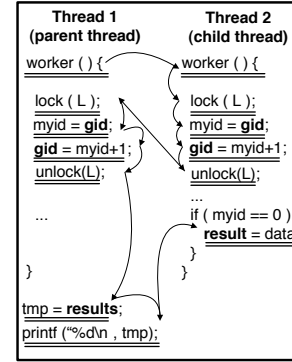 Thread 1
(parent thread)
worker ( ) {
lock ( L );
myid = gid;
gid = myid+1;
unlock(L);
...
}
tmp = results;
printf (“%d\n , tmp);
Thread 2
(child thread)
worker ( ) {
lock ( L );
myid = gid;
gid = myid+1;
unlock(L);
...
if ( myid == 0 )
result = data
}
}